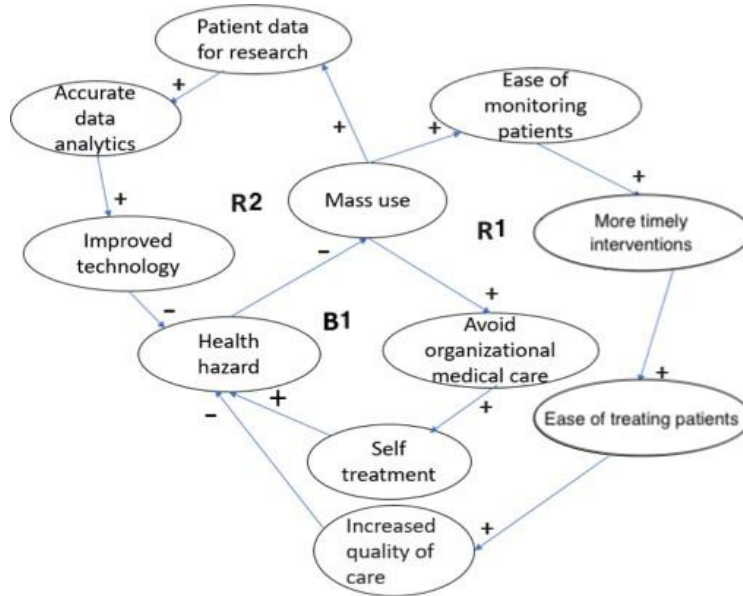 Patient data
for research
+
Accurate
data
analytics
Ease of
monitoring
patients
+
+
+
+
R2
Mass use
R1
More timely
interventions
Improved
technology
–
–
+
B1
Health
hazard
Avoid
organizational
medical care
+
–
+
+
Ease of treating patients
Self
treatment
Increased
quality of
care
+